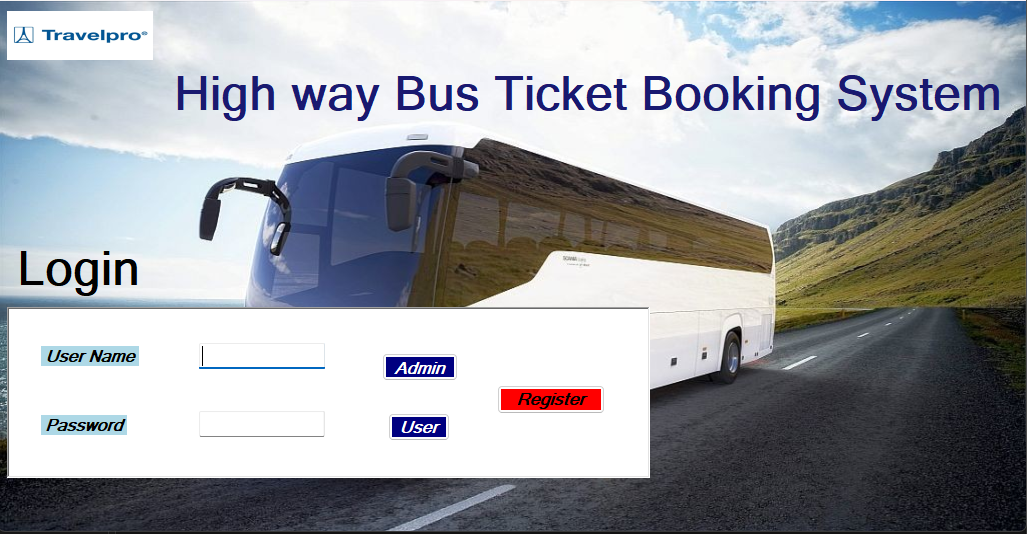 Travelpro®
High way Bus Ticket Booking System
Login
User Name
Admin
Register
Password
User